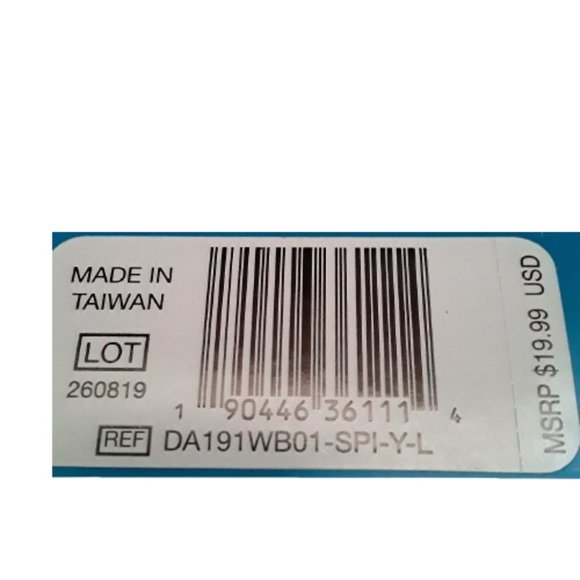 MADE IN
TAIWAN
LOT
260819
1 90446 36111 4
REF DA191WB01-SPI-Y-L
MSRP $19.99 USD